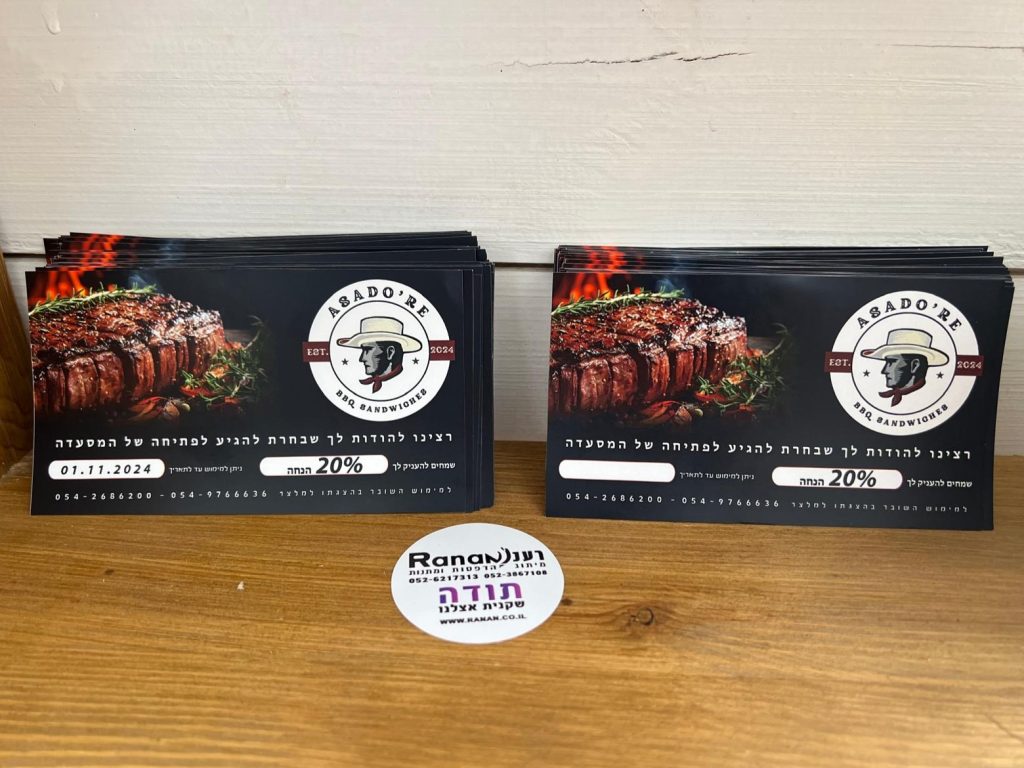 ASADO'RE
EST. 2024
BBQ SANDWICHES
רצינו להודות לך שבחרת להגיע לפתיחה של המסעדה
שמחים להעניק לך 20% הנחה ניתן למימוש עד לתאריך 01.11.2024
למימוש השובר בהצגתו למלצר 054-2686200 - 054-9766636
ASADO'RE
EST. 2024
BBQ SANDWICHES
רצינו להודות לך שבחרת להגיע לפתיחה של המסעדה
שמחים להעניק לך 20% הנחה ניתן למימוש עד לתאריך
למימוש השובר בהצגתו למלצר 054-2686200 - 054-9766636
Ranan רענן
מיתוג הדפסות ומתנות
052-6217313 052-3867108
תודה
שקנית אצלנו
WWW.RANAN.CO.IL